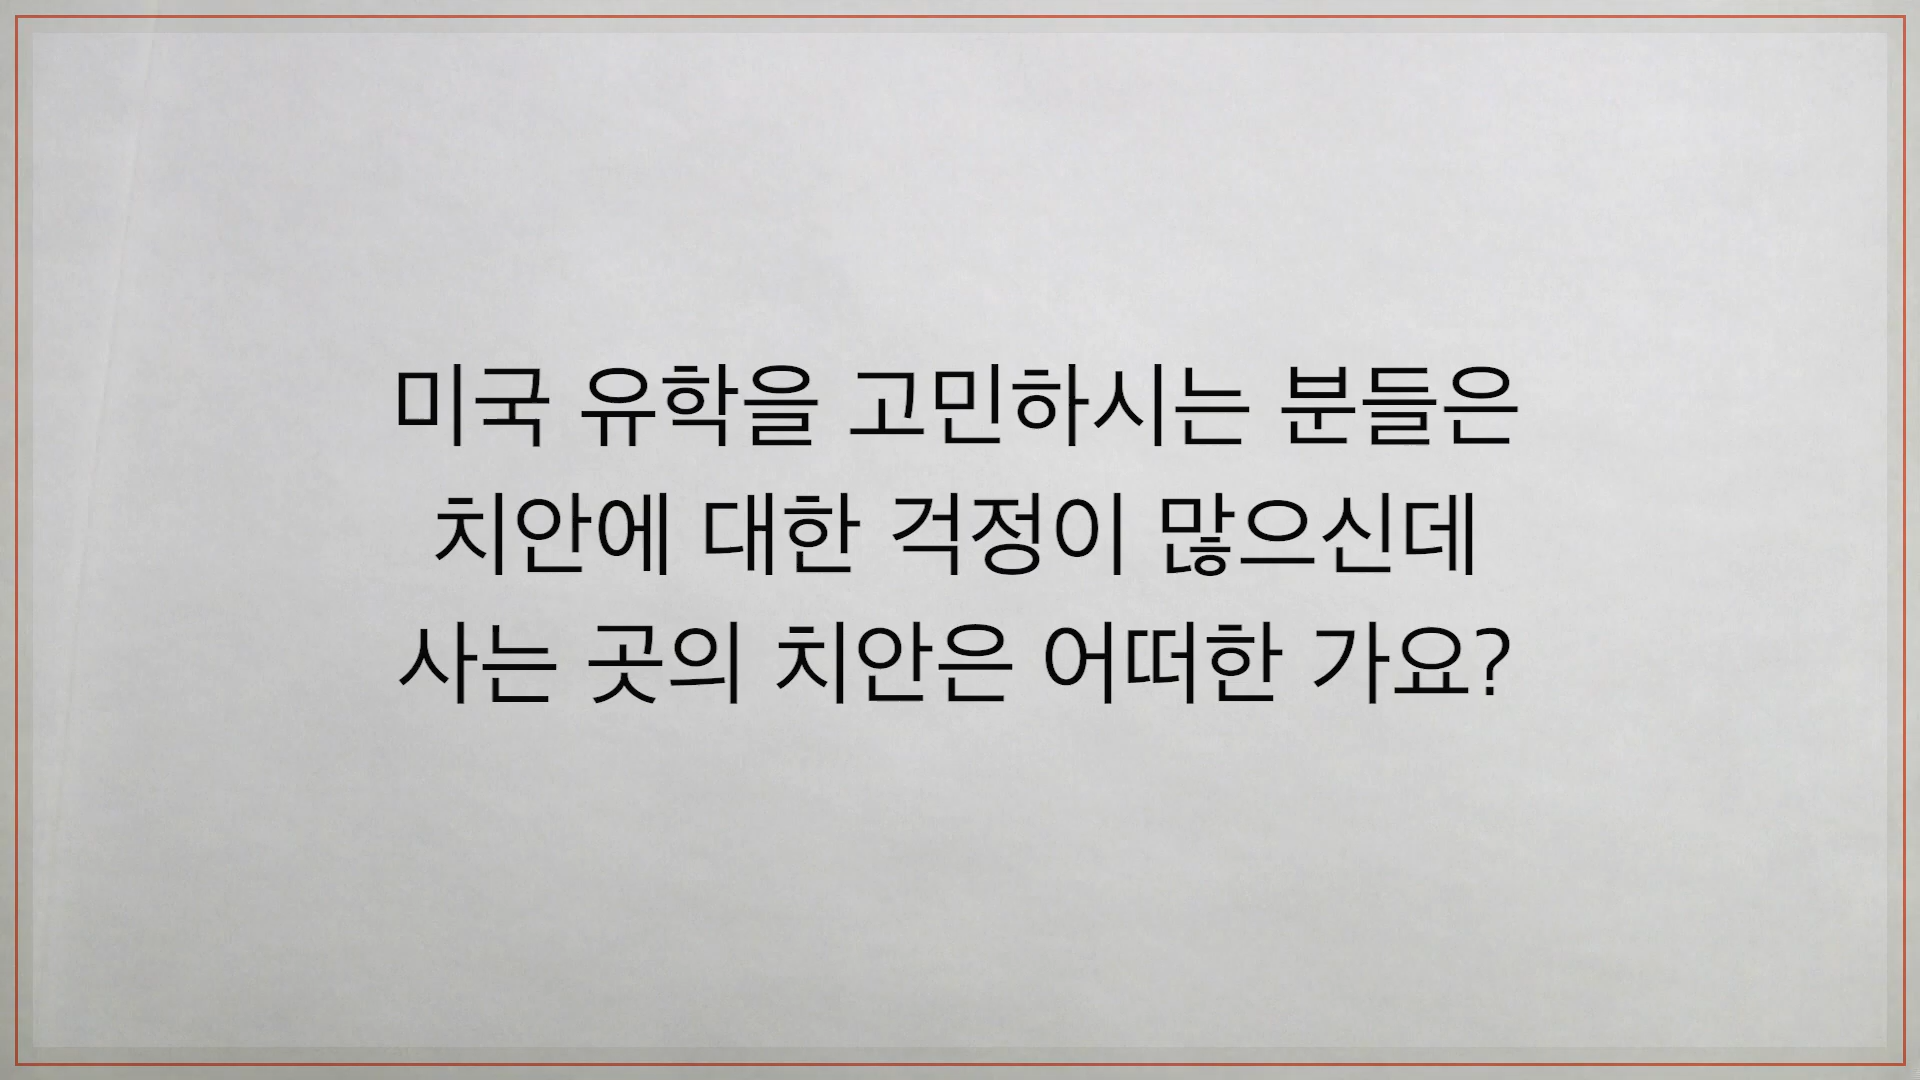 미국 유학을 고민하시는 분들은
치안에 대한 걱정이 많으신데
사는 곳의 치안은 어떠한 가요?